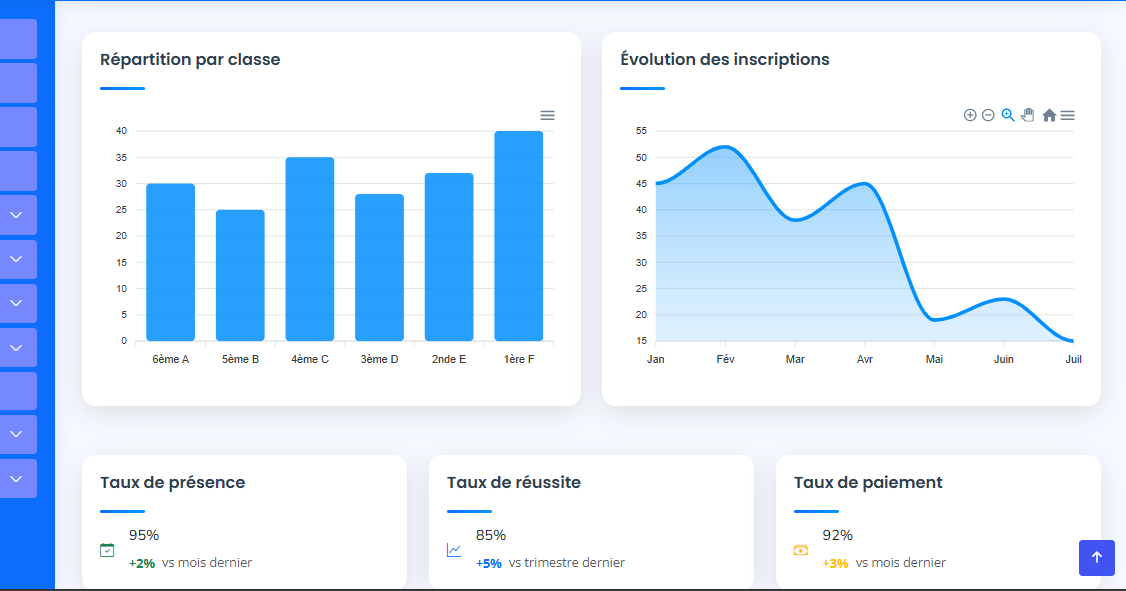 Répartition par classe
40
35
30
25
20
15
10
5
0
6ème A 5ème B 4ème C 3ème D 2nde E 1ère F
Évolution des inscriptions
55
50
45
40
35
30
25
20
15
Jan Fév Mar Avr Mai Juin Juil
Taux de présence
95%
+2% vs mois dernier
Taux de réussite
85%
+5% vs trimestre dernier
Taux de paiement
92%
+3% vs mois dernier